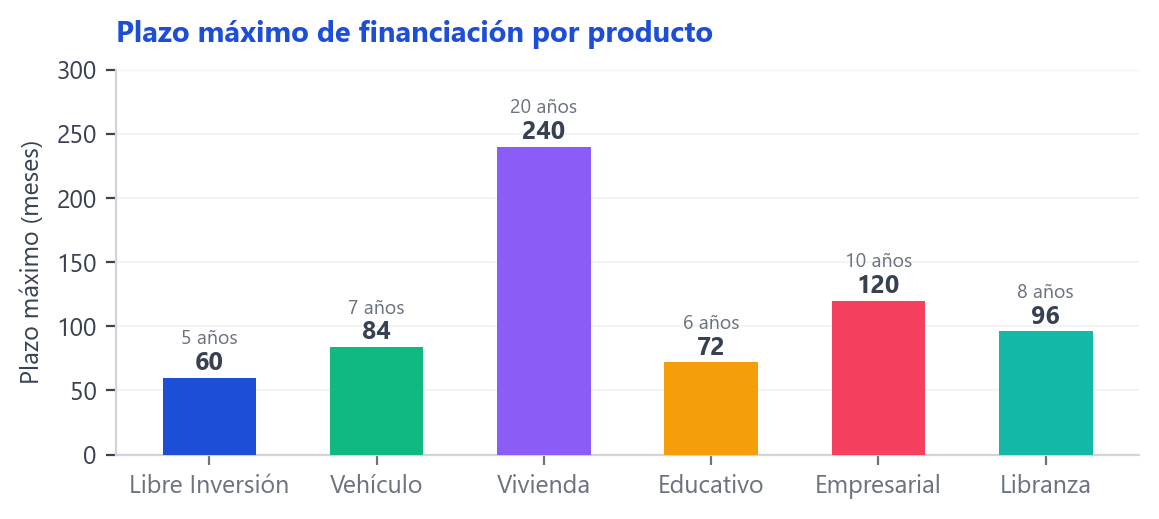 Plazo máximo de financiación por producto
Plazo máximo (meses)
300
250
200
150
100
50
0
5 años
60
7 años
84
20 años
240
6 años
72
10 años
120
8 años
96
Libre Inversión
Vehículo
Vivienda
Educativo
Empresarial
Libranza